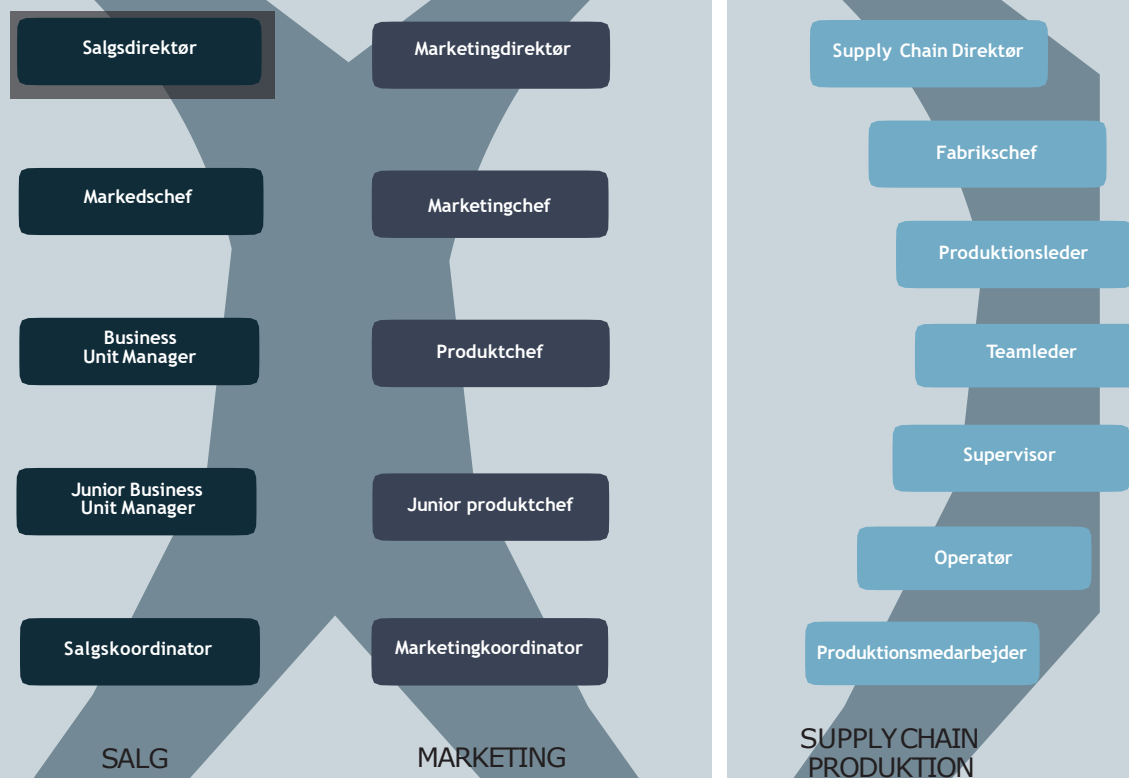 Salgsdirektør
Markedschef
Business
Unit Manager
Junior Business
Unit Manager
Salgskoordinator
SALG
Marketingdirektør
Marketingchef
Produktchef
Junior produktchef
Marketingkoordinator
MARKETING
Supply Chain Direktør
Fabrikschef
Produktionsleder
Teamleder
Supervisor
Operatør
Produktionsmedarbejder
SUPPLY CHAIN
PRODUKTION